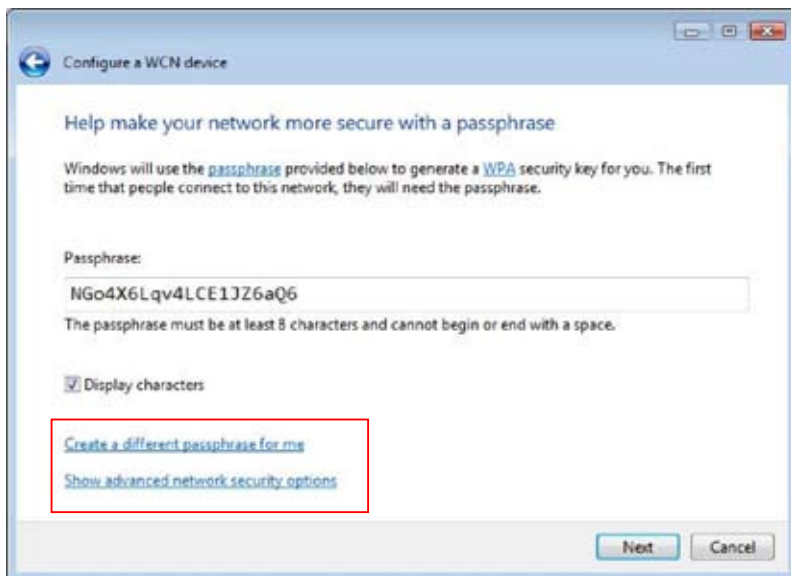 Configure a WCN device
Help make your network more secure with a passphrase
Windows will use the passphrase provided below to generate a WPA security key for you. The first
time that people connect to this network, they will need the passphrase.
Passphrase:
NGo4X6Lqv4LCE1JZ6aQ6
The passphrase must be at least 8 characters and cannot begin or end with a space.
Display characters
Create a different passphrase for me
Show advanced network security options
Next Cancel